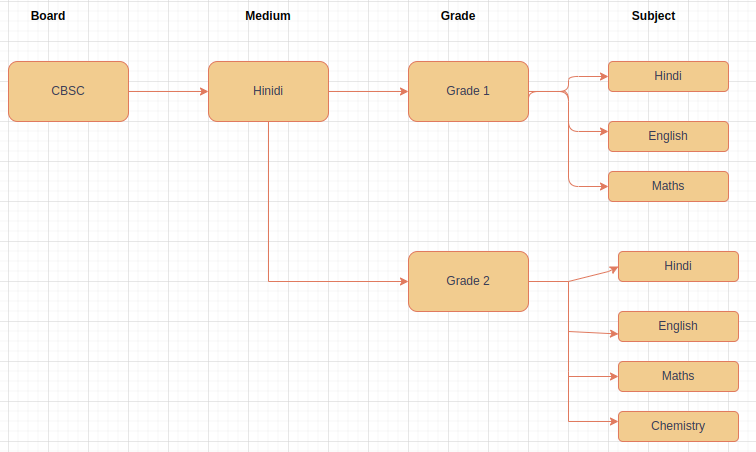 Board
Medium
Grade
Subject
CBSC
Hinidi
Grade 1
Hindi
English
Maths
Grade 2
Hindi
English
Maths
Chemistry